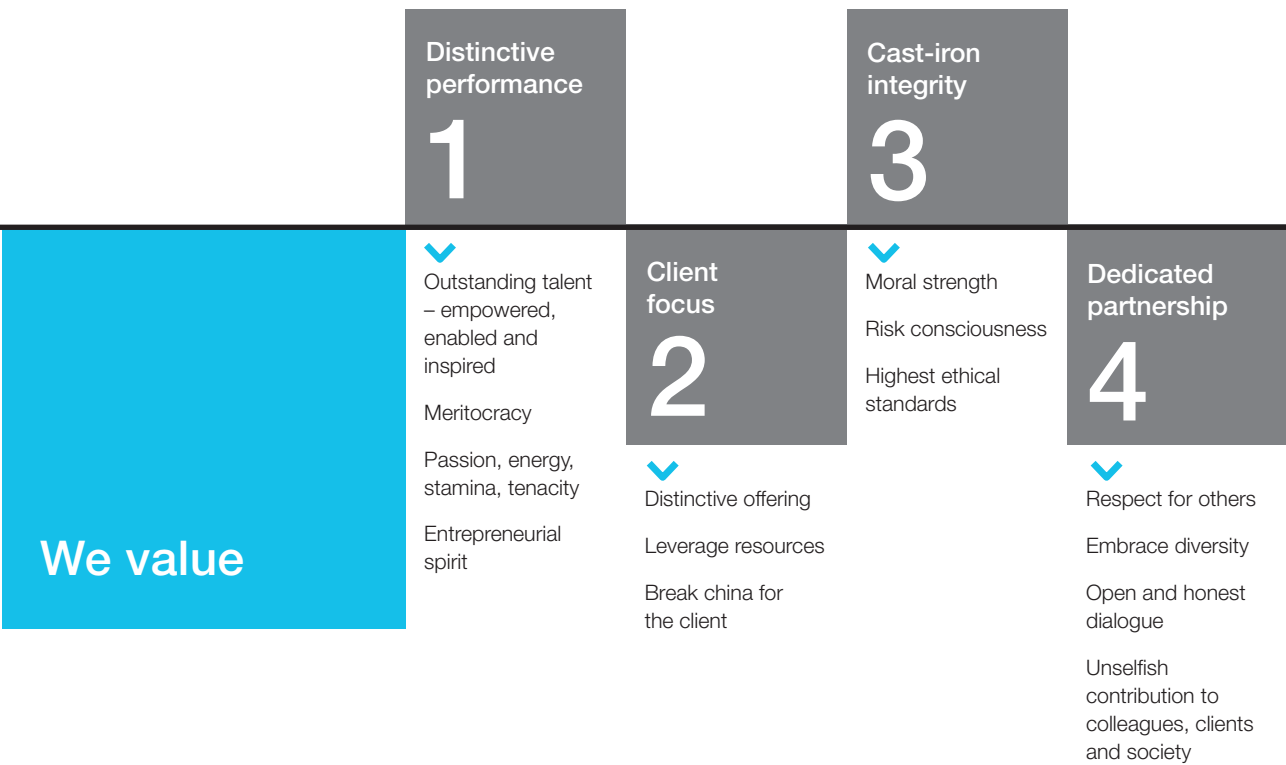 We value
Distinctive
performance
1
Outstanding talent
– empowered,
enabled and
inspired
Meritocracy
Passion, energy,
stamina, tenacity
Entrepreneurial
spirit
Client
focus
2
Distinctive offering
Leverage resources
Break china for
the client
Cast-iron
integrity
3
Moral strength
Risk consciousness
Highest ethical
standards
Dedicated
partnership
4
Respect for others
Embrace diversity
Open and honest
dialogue
Unselfish
contribution to
colleagues, clients
and society